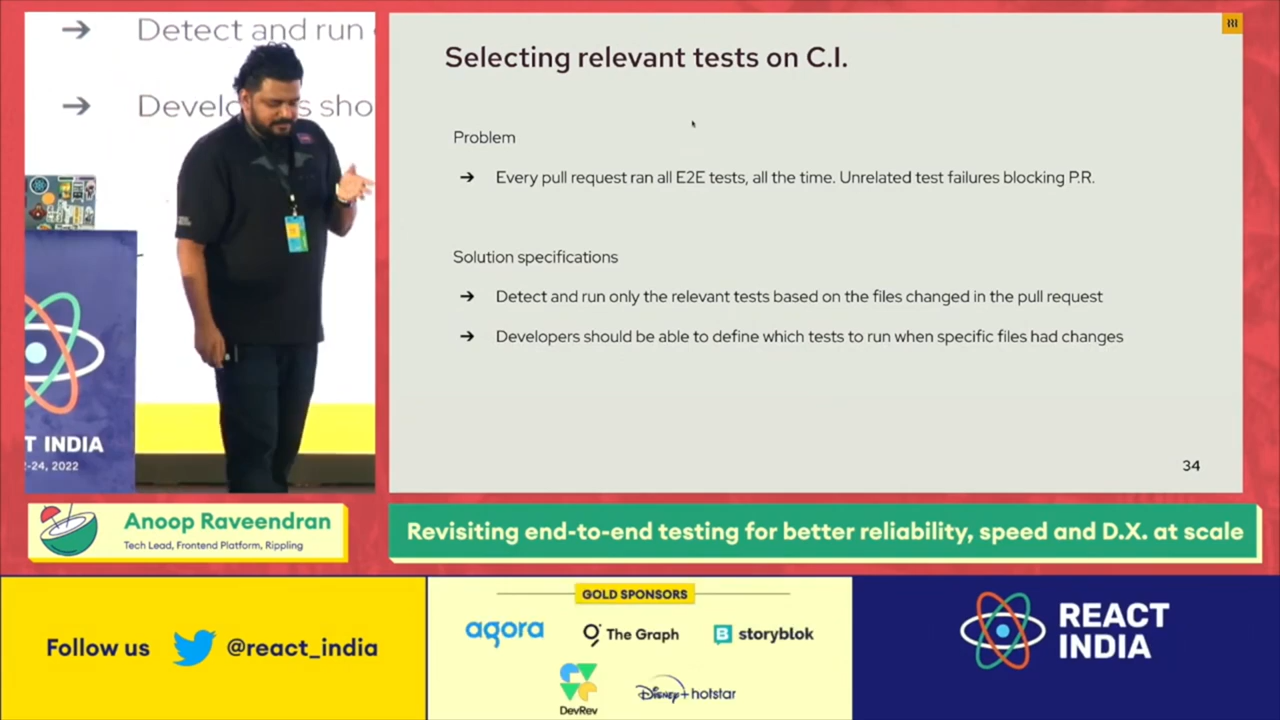 Detect and run
Develo s sho
T INDIA
-24, 2022
Selecting relevant tests on C.I.
Problem
➔ Every pull request ran all E2E tests, all the time. Unrelated test failures blocking P.R.
Solution specifications
➔ Detect and run only the relevant tests based on the files changed in the pull request
➔ Developers should be able to define which tests to run when specific files had changes
34
Anoop Raveendran
Tech Lead, Frontend Platform, Rippling
Revisiting end-to-end testing for better reliability, speed and D.X. at scale
Follow us @react_india
GOLD SPONSORS
agora The Graph storyblok
DevRev Disney+ hotstar
REACT
INDIA